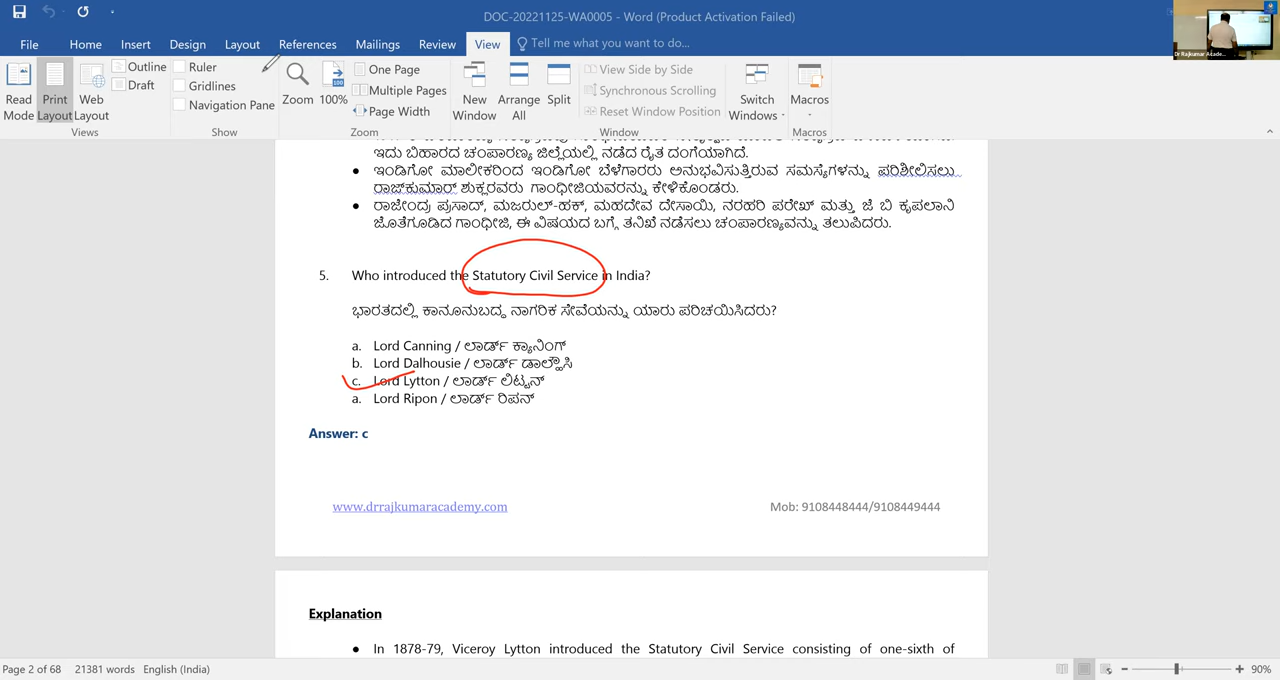 DOC-20221125-WA0005 - Word (Product Activation Failed)
File Home Insert Design Layout References Mailings Review View Tell me what you want to do...
Read Mode Print Layout Web Layout Outline Draft Views
Ruler Gridlines Navigation Pane Show
Zoom 100% One Page Multiple Pages Page Width Zoom
New Window Arrange All Split View Side by Side Synchronous Scrolling Reset Window Position Window
Switch Windows Macros Macros
Dr Rajkumar Acade...
ಇದು ಬಿಹಾರದ ಚಂಪಾರಣ್ಯ ಜಿಲ್ಲೆಯಲ್ಲಿ ನಡೆದ ರೈತ ದಂಗೆಯಾಗಿದೆ.
• ಇಂಡಿಗೋ ಮಾಲೀಕರಿಂದ ಇಂಡಿಗೋ ಬೆಳೆಗಾರರು ಅನುಭವಿಸುತ್ತಿರುವ ಸಮಸ್ಯೆಗಳನ್ನು ಪರಿಶೀಲಿಸಲು
ರಾಜ್‌ಕುಮಾರ್ ಶುಕ್ಲರವರು ಗಾಂಧೀಜಿಯವರನ್ನು ಕೇಳಿಕೊಂಡರು.
• ರಾಜೇಂದ್ರ ಪ್ರಸಾದ್, ಮಜರುಲ್-ಹಕ್, ಮಹದೇವ ದೇಸಾಯಿ, ನರಹರಿ ಪರೇಖ್ ಮತ್ತು ಜೆ ಬಿ ಕೃಪಲಾನಿ
ಜೊತೆಗೂಡಿದ ಗಾಂಧೀಜಿ, ಈ ವಿಷಯದ ಬಗ್ಗೆ ತನಿಖೆ ನಡೆಸಲು ಚಂಪಾರಣ್ಯವನ್ನು ತಲುಪಿದರು.
5. Who introduced the Statutory Civil Service in India?
ಭಾರತದಲ್ಲಿ ಕಾನೂನುಬದ್ಧ ನಾಗರಿಕ ಸೇವೆಯನ್ನು ಯಾರು ಪರಿಚಯಿಸಿದರು?
a. Lord Canning / ಲಾರ್ಡ್ ಕ್ಯಾನಿಂಗ್
b. Lord Dalhousie / ಲಾರ್ಡ್ ಡಾಲ್ಹೌಸಿ
c. Lord Lytton / ಲಾರ್ಡ್ ಲಿಟ್ಟನ್
a. Lord Ripon / ಲಾರ್ಡ್ ರಿಪನ್
Answer: c
www.drrajkumaracademy.com Mob: 9108448444/9108449444
Explanation
• In 1878-79, Viceroy Lytton introduced the Statutory Civil Service consisting of one-sixth of
Page 2 of 68 21381 words English (India) 90%